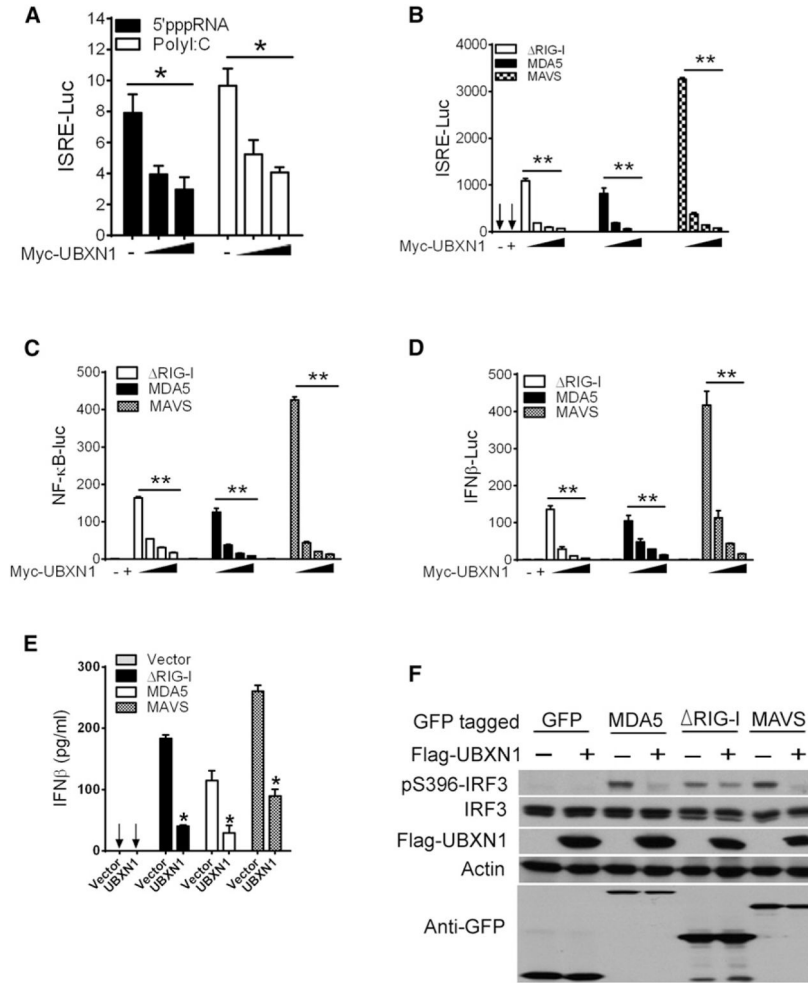 A
14
12
10
8
6
4
2
0
ISRE-Luc
5'pppRNA
PolyI:C
*
*
Myc-UBXN1
-
-
B
4000
3000
2000
1000
0
ISRE-Luc
ΔRIG-I
MDA5
MAVS
**
**
**
Myc-UBXN1
- +
C
500
400
300
200
100
0
NF-κB-luc
ΔRIG-I
MDA5
MAVS
**
**
**
Myc-UBXN1
- +
D
500
400
300
200
100
0
IFNβ-Luc
ΔRIG-I
MDA5
MAVS
**
**
**
Myc-UBXN1
- +
E
300
200
100
0
IFNβ (pg/ml)
Vector
ΔRIG-I
MDA5
MAVS
*
*
*
Vector
UBXN1
Vector
UBXN1
Vector
UBXN1
Vector
UBXN1
F
GFP tagged GFP MDA5 ΔRIG-I MAVS
Flag-UBXN1 – + – + – + – +
pS396-IRF3
IRF3
Flag-UBXN1
Actin
Anti-GFP